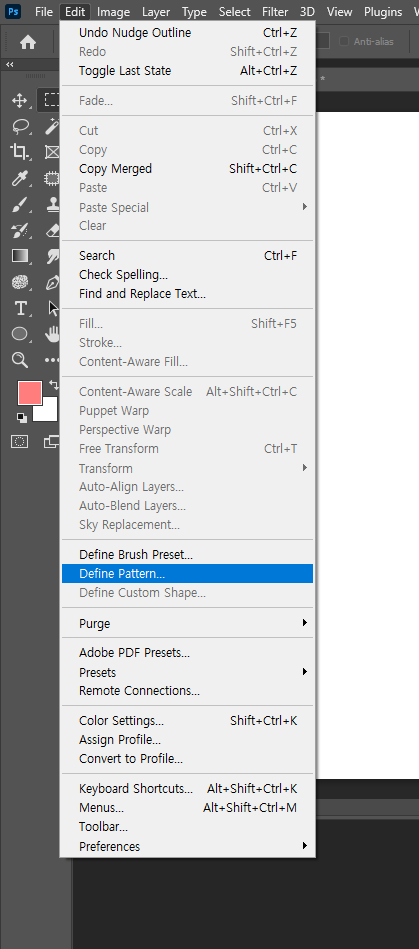 Ps File Edit Image Layer Type Select Filter 3D View Plugins
Undo Nudge Outline Ctrl+Z
Redo Shift+Ctrl+Z
Toggle Last State Alt+Ctrl+Z
Anti-alias
Fade... Shift+Ctrl+F
Cut Ctrl+X
Copy Ctrl+C
Copy Merged Shift+Ctrl+C
Paste Ctrl+V
Paste Special
Clear
Search Ctrl+F
Check Spelling...
Find and Replace Text...
Fill... Shift+F5
Stroke...
Content-Aware Fill...
Content-Aware Scale Alt+Shift+Ctrl+C
Puppet Warp
Perspective Warp
Free Transform Ctrl+T
Transform
Auto-Align Layers...
Auto-Blend Layers...
Sky Replacement...
Define Brush Preset...
Define Pattern...
Define Custom Shape...
Purge
Adobe PDF Presets...
Presets
Remote Connections...
Color Settings... Shift+Ctrl+K
Assign Profile...
Convert to Profile...
Keyboard Shortcuts... Alt+Shift+Ctrl+K
Menus... Alt+Shift+Ctrl+M
Toolbar...
Preferences